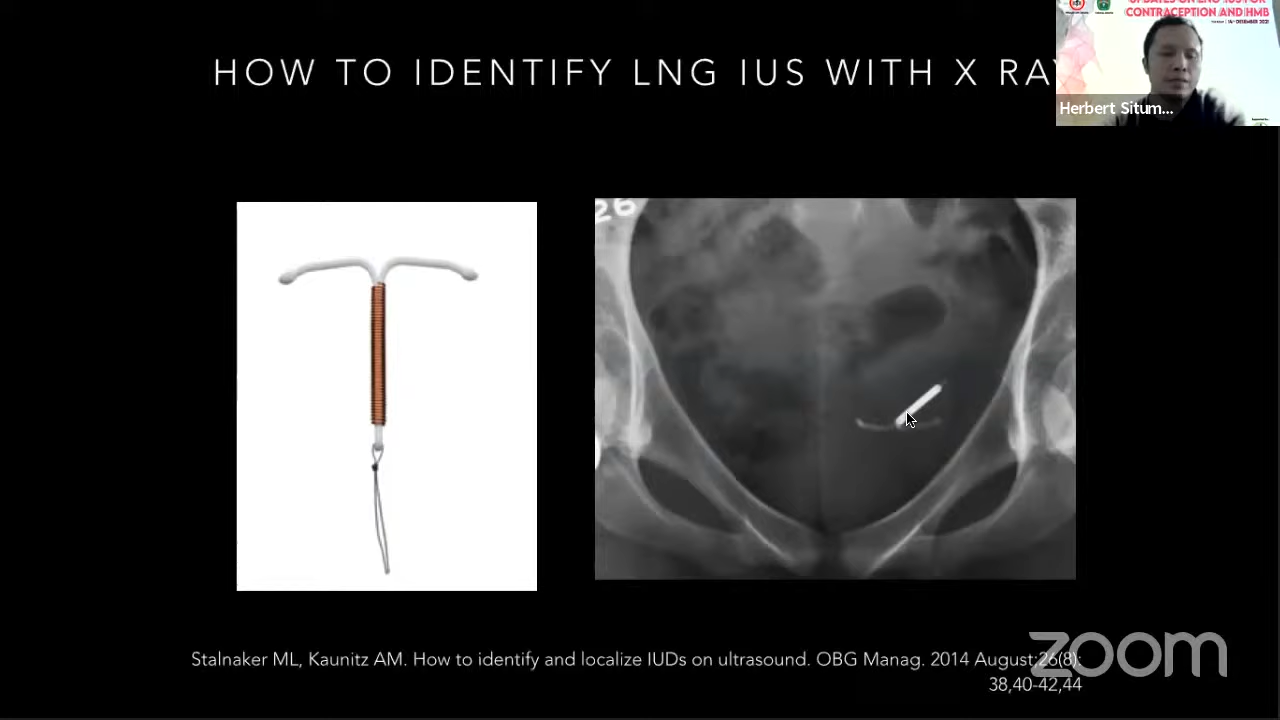 HOW TO IDENTIFY LNG IUS WITH X RAY
CONTRACEPTION AND HMB
Herbert Situm...
26
Stalnaker ML, Kaunitz AM. How to identify and localize IUDs on ultrasound. OBG Manag. 2014 August;26(8):
38,40-42,44
zoom